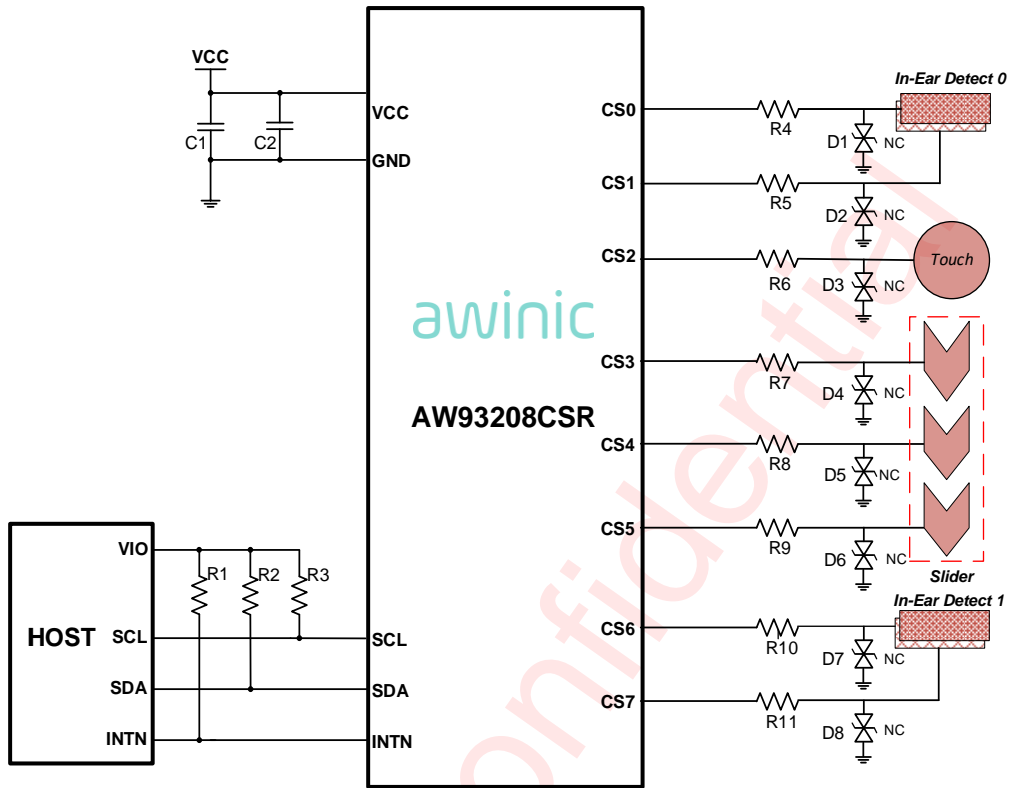 VCC
C1
C2
VCC
GND
awinic
AW93208CSR
HOST
VIO
SCL
SDA
INTN
R1
R2
R3
SCL
SDA
INTN
CS0
R4
D1
NC
In-Ear Detect 0
CS1
R5
D2
NC
CS2
R6
D3
NC
Touch
CS3
R7
D4
NC
CS4
R8
D5
NC
CS5
R9
D6
NC
Slider
In-Ear Detect 1
CS6
R10
D7
NC
CS7
R11
D8
NC
onfidential